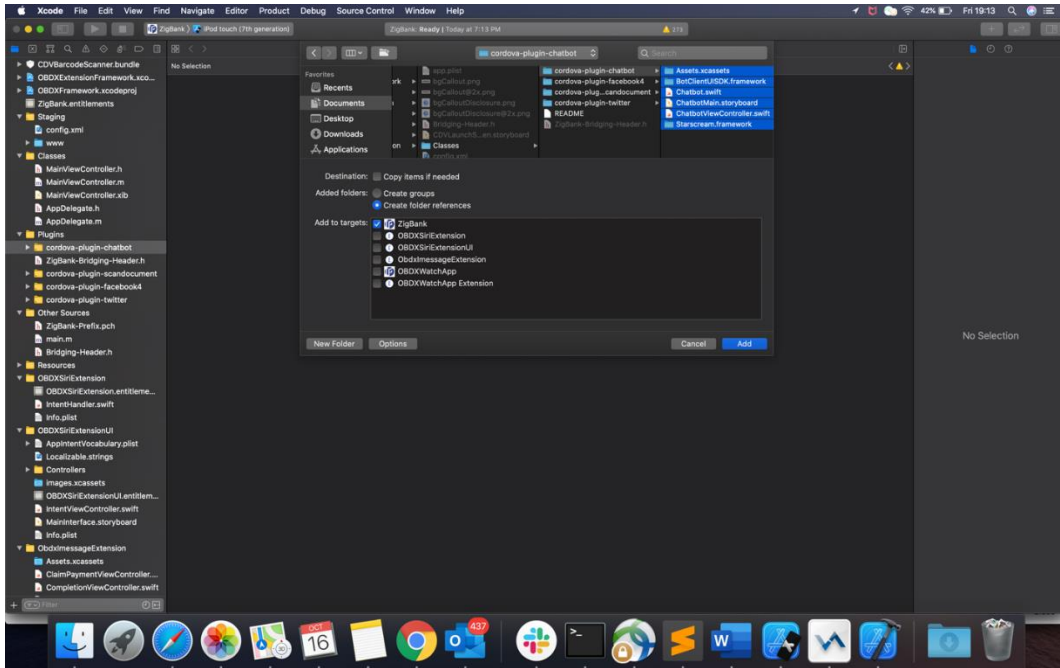 Xcode File Edit View Find Navigate Editor Product Debug Source Control Window Help 42% Fri 19:13
ZigBank iPod touch (7th generation) ZigBank: Ready | Today at 7:13 PM
No Selection
CDVBarcodeScanner.bundle
OBDXExtensionFramework.xco...
OBDXFramework.xcodeproj
ZigBank.entitlements
Staging
config.xml
www
Classes
MainViewController.h
MainViewController.m
MainViewController.xib
AppDelegate.h
AppDelegate.m
Plugins
cordova-plugin-chatbot
ZigBank-Bridging-Header.h
cordova-plugin-scandocument
cordova-plugin-facebook4
cordova-plugin-twitter
Other Sources
ZigBank-Prefix.pch
main.m
Bridging-Header.h
Resources
OBDXSiriExtension
OBDXSiriExtension.entitleme...
IntentHandler.swift
Info.plist
OBDXSiriExtensionUI
AppIntentVocabulary.plist
Localizable.strings
Controllers
images.xcassets
OBDXSiriExtensionUI.entitlem...
IntentViewController.swift
MainInterface.storyboard
Info.plist
ObdxImessageExtension
Assets.xcassets
ClaimPaymentViewController....
CompletionViewController.swift
Filter
cordova-plugin-chatbot
Search
Favorites
Recents
Documents
Desktop
Downloads
Applications
app.plist
bgCallout.png
bgCallout@2x.png
bgCalloutDisclosure.png
bgCalloutDisclosure@2x.png
Bridging-Header.h
CDVLaunchS...en.storyboard
Classes
config.xml
cordova-plugin-chatbot
cordova-plugin-facebook4
cordova-plug...candocument
cordova-plugin-twitter
README
ZigBank-Bridging-Header.h
Assets.xcassets
BotClientUISDK.framework
Chatbot.swift
ChatbotMain.storyboard
ChatbotViewController.swift
Starscream.framework
Destination: Copy items if needed
Added folders: Create groups
Create folder references
Add to targets: ZigBank
OBDXSiriExtension
OBDXSiriExtensionUI
ObdxImessageExtension
OBDXWatchApp
OBDXWatchApp Extension
New Folder Options Cancel Add
No Selection
OCT
16
437